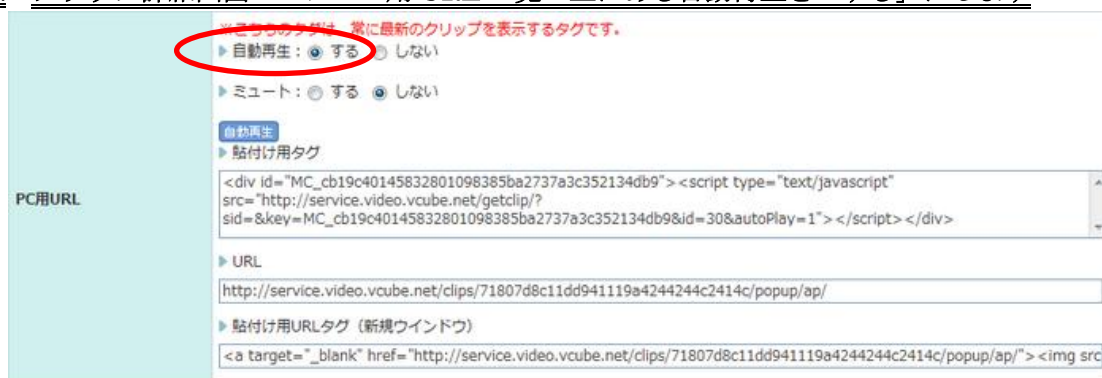 ※こちらのタグは、常に最新のクリップを表示するタグです。
自動再生: する しない
ミュート: する しない
自動再生
貼付け用タグ
PC用URL
<div id="MC_cb19c40145832801098385ba2737a3c352134db9"><script type="text/javascript"
src="http://service.video.vcube.net/getclip/?
sid=&key=MC_cb19c40145832801098385ba2737a3c352134db9&id=30&autoPlay=1"></script></div>
URL
http://service.video.vcube.net/clips/71807d8c11dd941119a4244244c2414c/popup/ap/
貼付け用URLタグ（新規ウインドウ）
<a target="_blank" href="http://service.video.vcube.net/clips/71807d8c11dd941119a4244244c2414c/popup/ap/"><img src